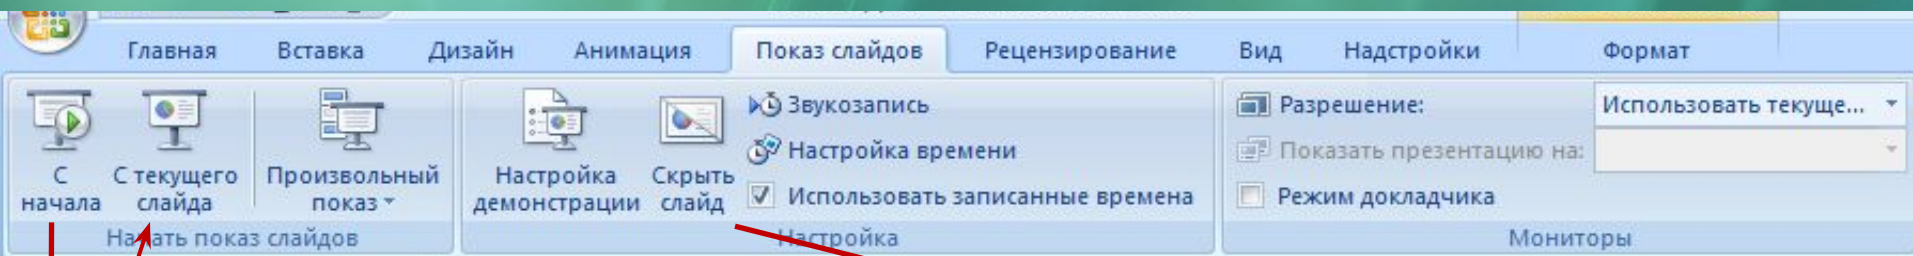 Главная Вставка Дизайн Анимация Показ слайдов Рецензирование Вид Надстройки Формат
С начала
С текущего слайда
Произвольный показ
Настройка демонстрации
Скрыть слайд
Звукозапись
Настройка времени
Использовать записанные времена
Разрешение: Использовать текуще...
Показать презентацию на:
Режим докладчика
Начать показ слайдов Настройка Мониторы